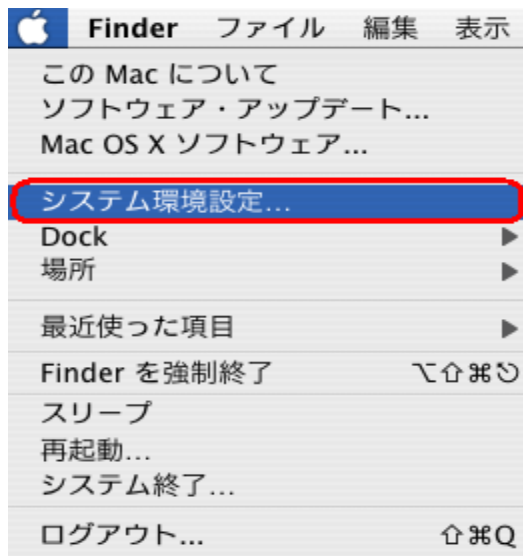 Finder ファイル 編集 表示
この Mac について
ソフトウェア・アップデート...
Mac OS X ソフトウェア...
システム環境設定...
Dock
場所
最近使った項目
Finder を強制終了 ⌥⇧⌘⎋
スリープ
再起動...
システム終了...
ログアウト... ⇧⌘Q